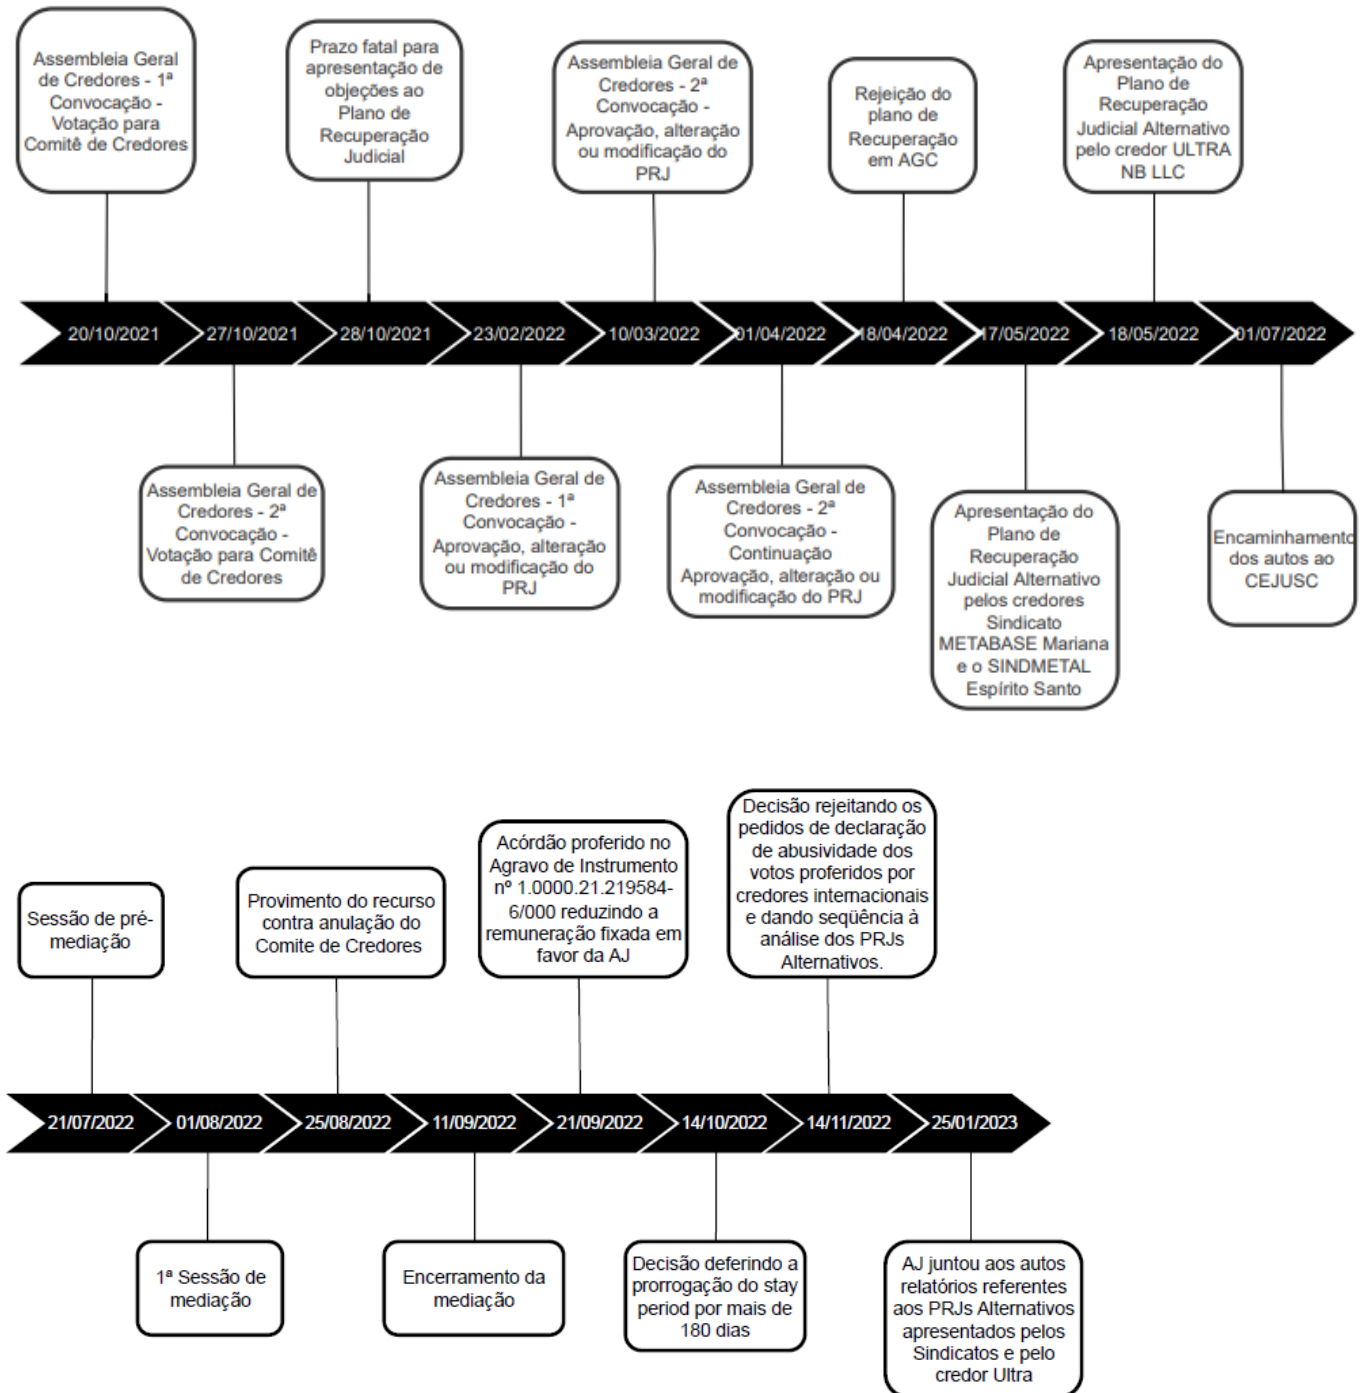 Assembleia Geral
de Credores - 1ª
Convocação -
Votação para
Comitê de Credores
Prazo fatal para
apresentação de
objeções ao
Plano de
Recuperação
Judicial
Assembleia Geral de
Credores - 2ª
Convocação -
Aprovação, alteração
ou modificação do
PRJ
Rejeição do
plano de
Recuperação
em AGC
Apresentação do
Plano de
Recuperação
Judicial Alternativo
pelo credor ULTRA
NB LLC
20/10/2021
27/10/2021
28/10/2021
23/02/2022
10/03/2022
01/04/2022
18/04/2022
17/05/2022
18/05/2022
01/07/2022
Assembleia Geral de
Credores - 2ª
Convocação -
Votação para Comitê
de Credores
Assembleia Geral de
Credores - 1ª
Convocação -
Aprovação, alteração
ou modificação do
PRJ
Assembleia Geral de
Credores - 2ª
Convocação -
Continuação
Aprovação, alteração ou
modificação do PRJ
Apresentação do
Plano de
Recuperação
Judicial Alternativo
pelos credores
Sindicato
METABASE Mariana
e o SINDMETAL
Espírito Santo
Encaminhamento
dos autos ao
CEJUSC
Sessão de pré-
mediação
Provimento do recurso
contra anulação do
Comite de Credores
Acórdão proferido no
Agravo de Instrumento
nº 1.0000.21.219584-
6/000 reduzindo a
remuneração fixada em
favor da AJ
Decisão rejeitando os
pedidos de declaração
de abusividade dos
votos proferidos por
credores internacionais
e dando seqüência à
análise dos PRJs
Alternativos.
21/07/2022
01/08/2022
25/08/2022
11/09/2022
21/09/2022
14/10/2022
14/11/2022
25/01/2023
1ª Sessão de
mediação
Encerramento da
mediação
Decisão deferindo a
prorrogação do stay
period por mais de
180 dias
AJ juntou aos autos
relatórios referentes
aos PRJs Alternativos
apresentados pelos
Sindicatos e pelo
credor Ultra